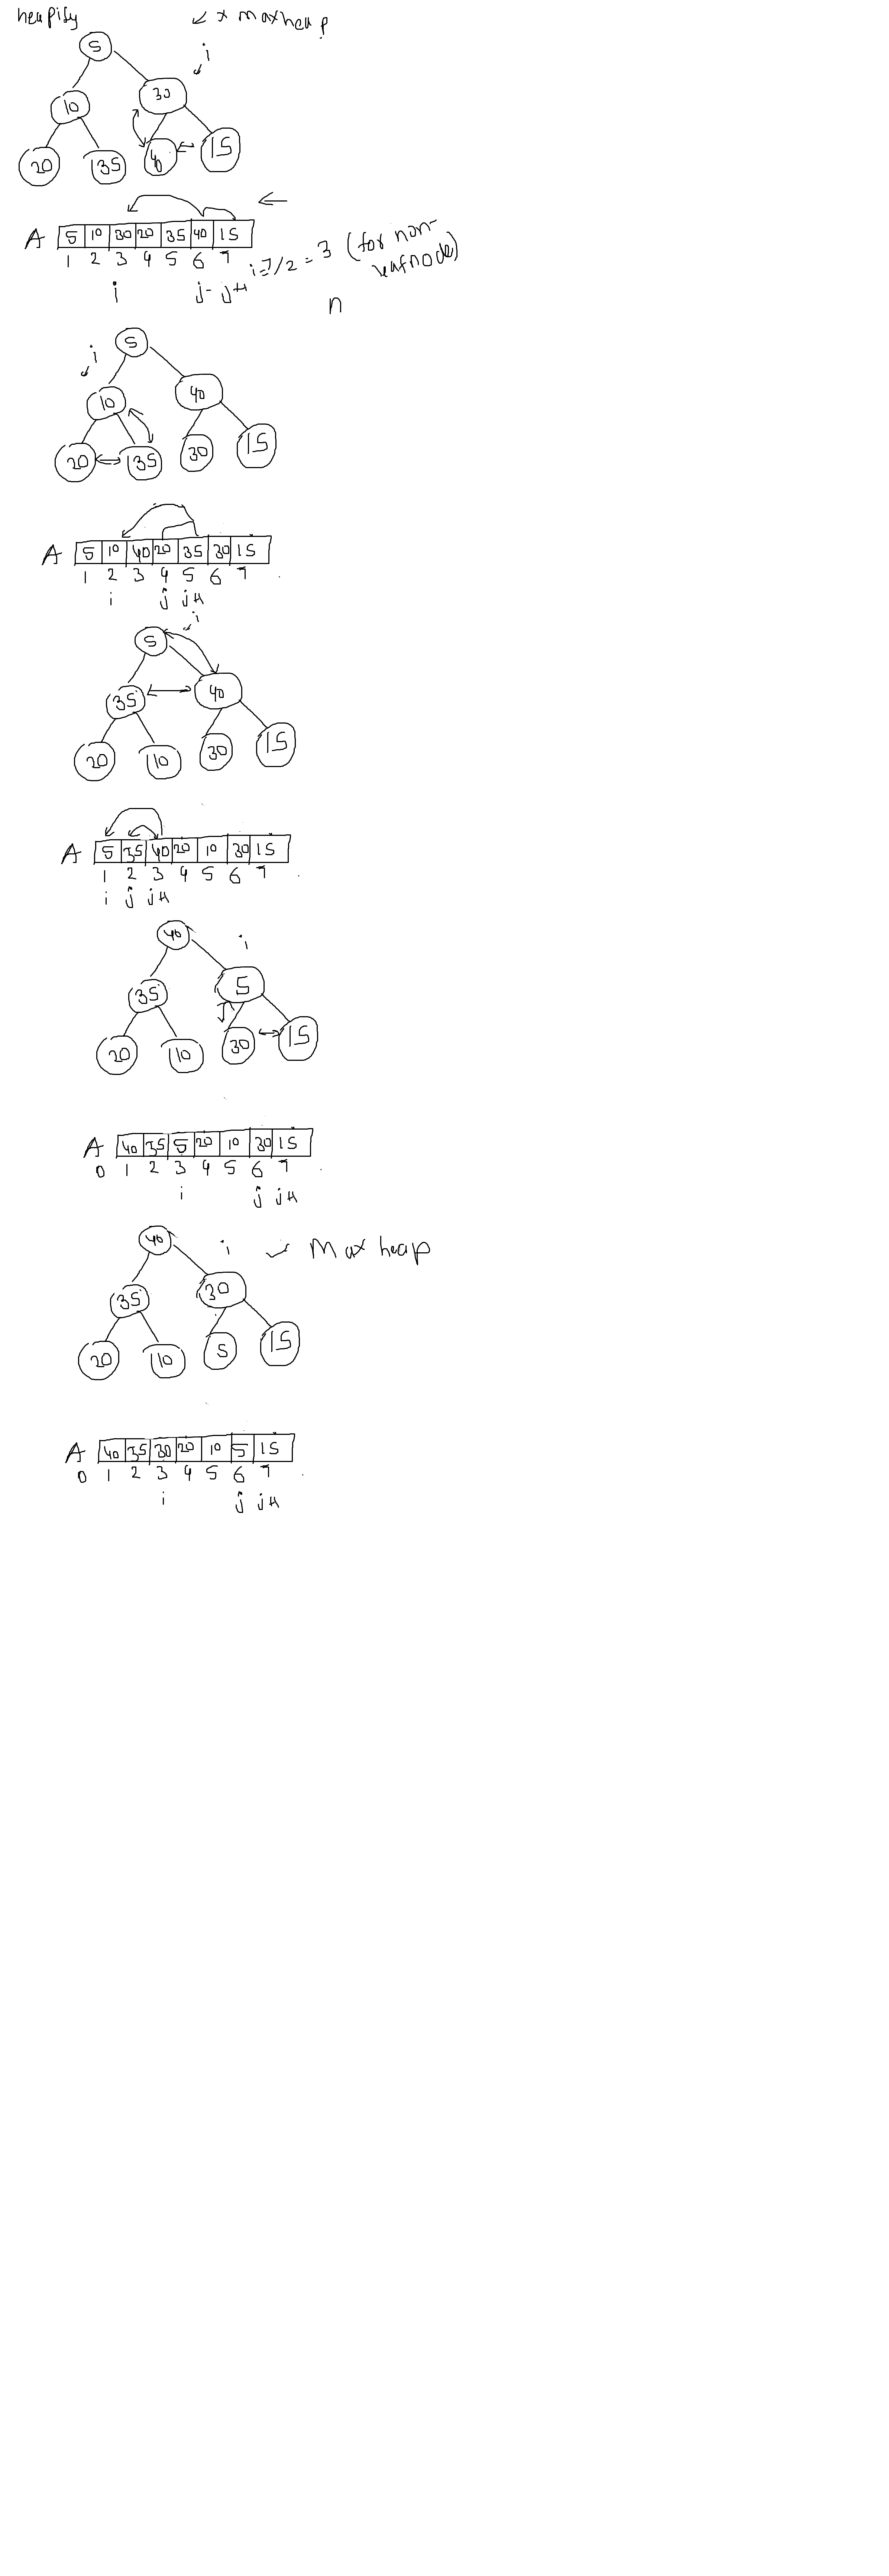 heapify
x maxheap
5
i
10 30
20 35 40 15
A 5 10 30 20 35 40 15
1 2 3 4 5 6 7
i=7/2 = 3 (for non-
leafnode)
i j j+1
n
5
i
10 40
20 35 30 15
A 5 10 40 20 35 30 15
1 2 3 4 5 6 7
i j j+1
i
5
35 40
20 10 30 15
A 5 35 40 20 10 30 15
1 2 3 4 5 6 7
i j j+1
40
i
35 5
20 10 30 15
A 40 35 5 20 10 30 15
0 1 2 3 4 5 6 7
i j j+1
40
i ✓ Max heap
35 30
20 10 5 15
A 40 35 30 20 10 5 15
0 1 2 3 4 5 6 7
i j j+1